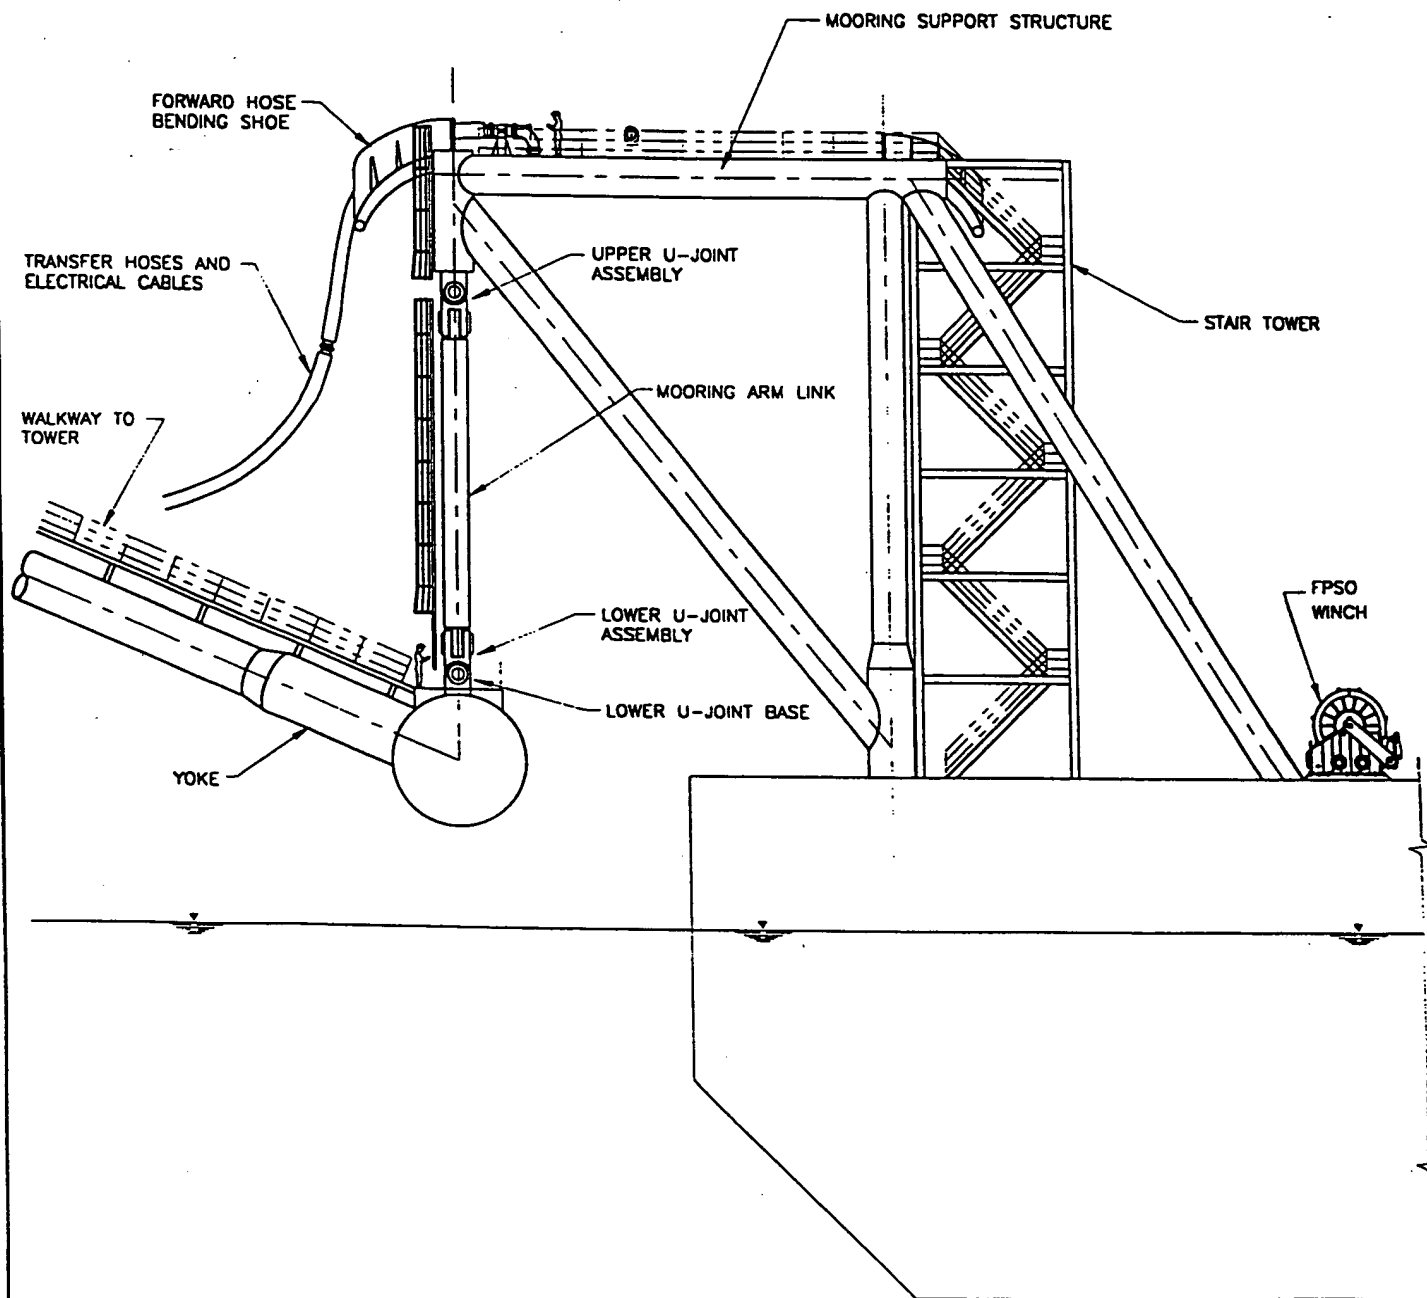 MOORING SUPPORT STRUCTURE
FORWARD HOSE
BENDING SHOE
TRANSFER HOSES AND
ELECTRICAL CABLES
UPPER U-JOINT
ASSEMBLY
STAIR TOWER
MOORING ARM LINK
WALKWAY TO
TOWER
FPSO
WINCH
LOWER U-JOINT
ASSEMBLY
LOWER U-JOINT BASE
YOKE